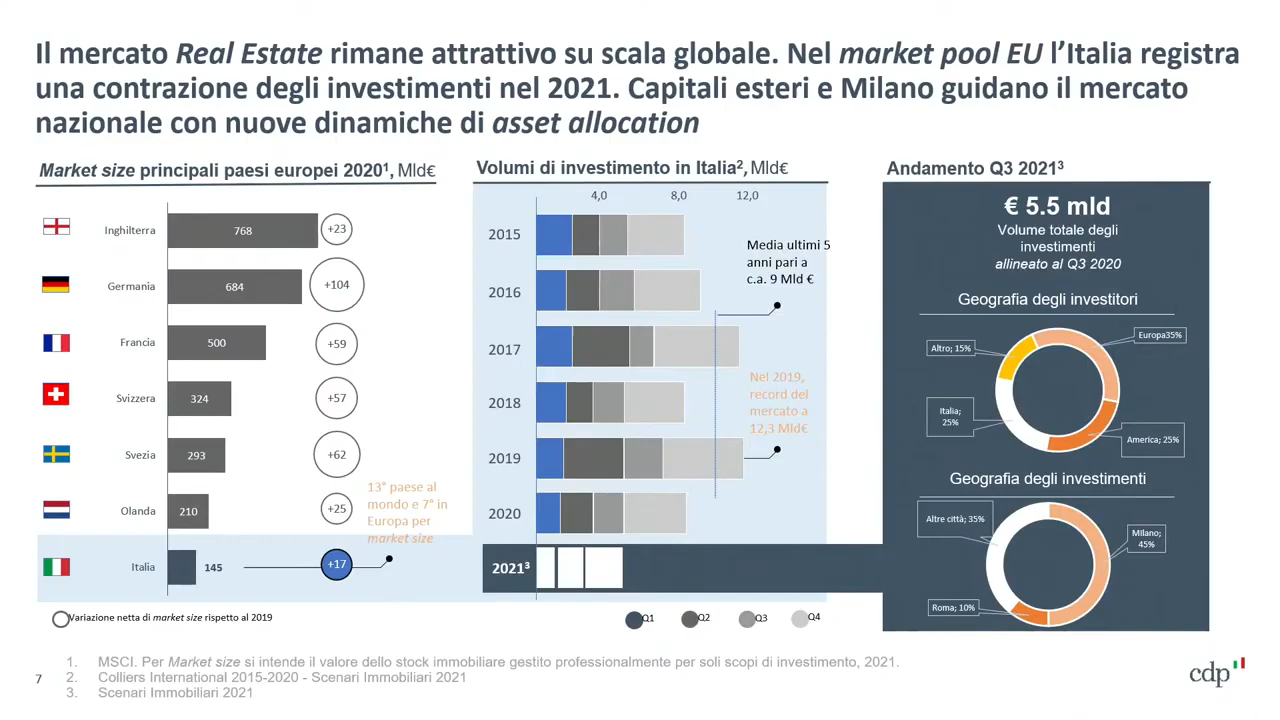 Il mercato Real Estate rimane attrattivo su scala globale. Nel market pool EU l’Italia registra
una contrazione degli investimenti nel 2021. Capitali esteri e Milano guidano il mercato
nazionale con nuove dinamiche di asset allocation
Market size principali paesi europei 2020¹, Mld€
Inghilterra 768 +23
Germania 684 +104
Francia 500 +59
Svizzera 324 +57
Svezia 293 +62
Olanda 210 +25
Italia 145 +17
13° paese al
mondo e 7° in
Europa per
market size
Variazione netta di market size rispetto al 2019
Volumi di investimento in Italia², Mld€
4,0 8,0 12,0
2015
2016
2017
2018
2019
2020
2021³
Media ultimi 5
anni pari a
c.a. 9 Mld €
Nel 2019,
record del
mercato a
12,3 Mld€
Q1 Q2 Q3 Q4
Andamento Q3 2021³
€ 5.5 mld
Volume totale degli
investimenti
allineato al Q3 2020
Geografia degli investitori
Europa35%
Altro; 15%
Italia;
25%
America; 25%
Geografia degli investimenti
Altre città; 35%
MIlano;
45%
Roma; 10%
1. MSCI. Per Market size si intende il valore dello stock immobiliare gestito professionalmente per soli scopi di investimento, 2021.
2. Colliers International 2015-2020 - Scenari Immobiliari 2021
3. Scenari Immobiliari 2021
7
cdp